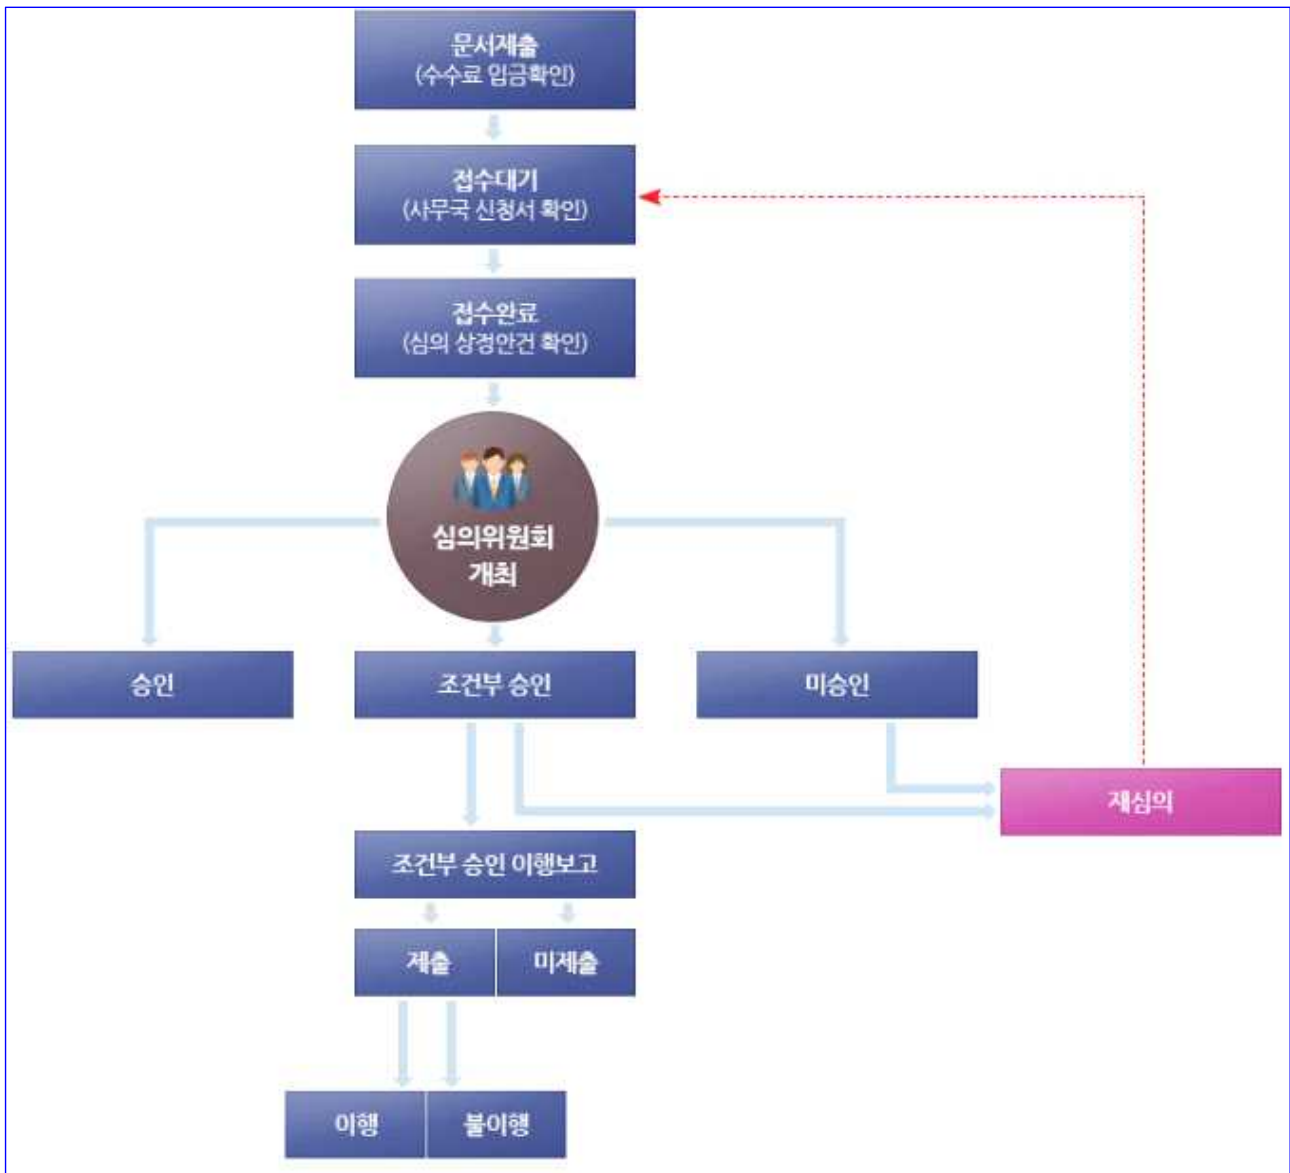 문서제출
(수수료 입금확인)
접수대기
(사무국 신청서 확인)
접수완료
(심의 상정안건 확인)
심의위원회
개최
승인
조건부 승인
미승인
재심의
조건부 승인 이행보고
제출
미제출
이행
불이행